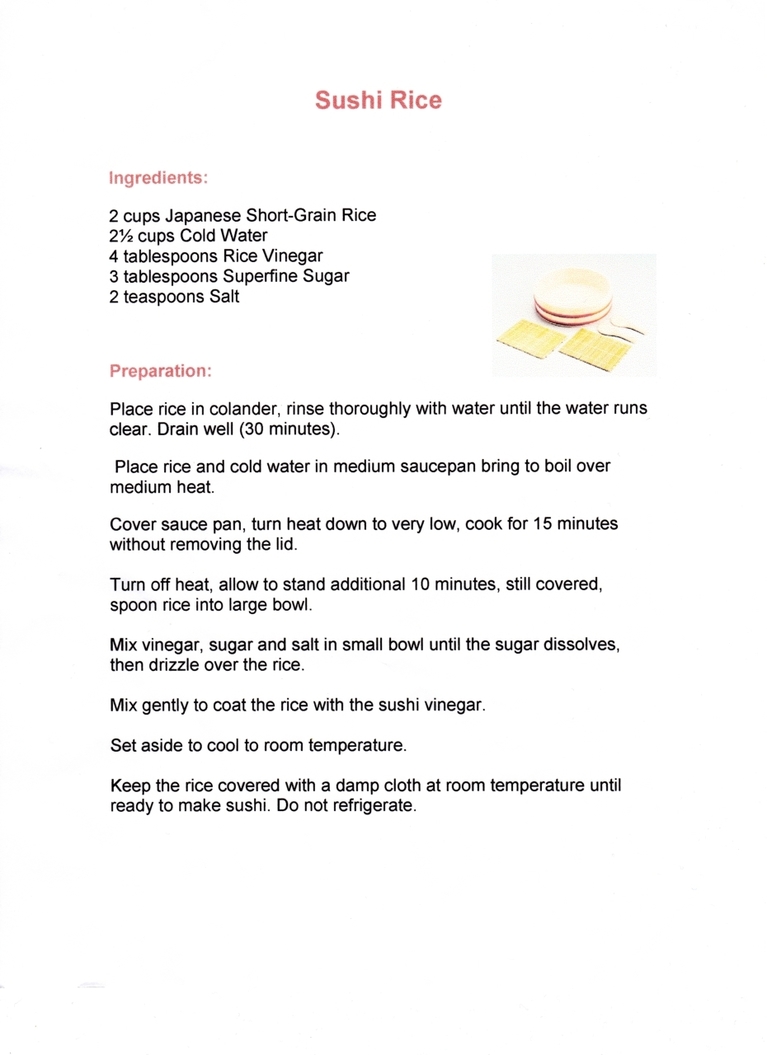 Sushi Rice
Ingredients:
2 cups Japanese Short-Grain Rice
2½ cups Cold Water
4 tablespoons Rice Vinegar
3 tablespoons Superfine Sugar
2 teaspoons Salt
Preparation:
Place rice in colander, rinse thoroughly with water until the water runs
clear. Drain well (30 minutes).
Place rice and cold water in medium saucepan bring to boil over
medium heat.
Cover sauce pan, turn heat down to very low, cook for 15 minutes
without removing the lid.
Turn off heat, allow to stand additional 10 minutes, still covered,
spoon rice into large bowl.
Mix vinegar, sugar and salt in small bowl until the sugar dissolves,
then drizzle over the rice.
Mix gently to coat the rice with the sushi vinegar.
Set aside to cool to room temperature.
Keep the rice covered with a damp cloth at room temperature until
ready to make sushi. Do not refrigerate.